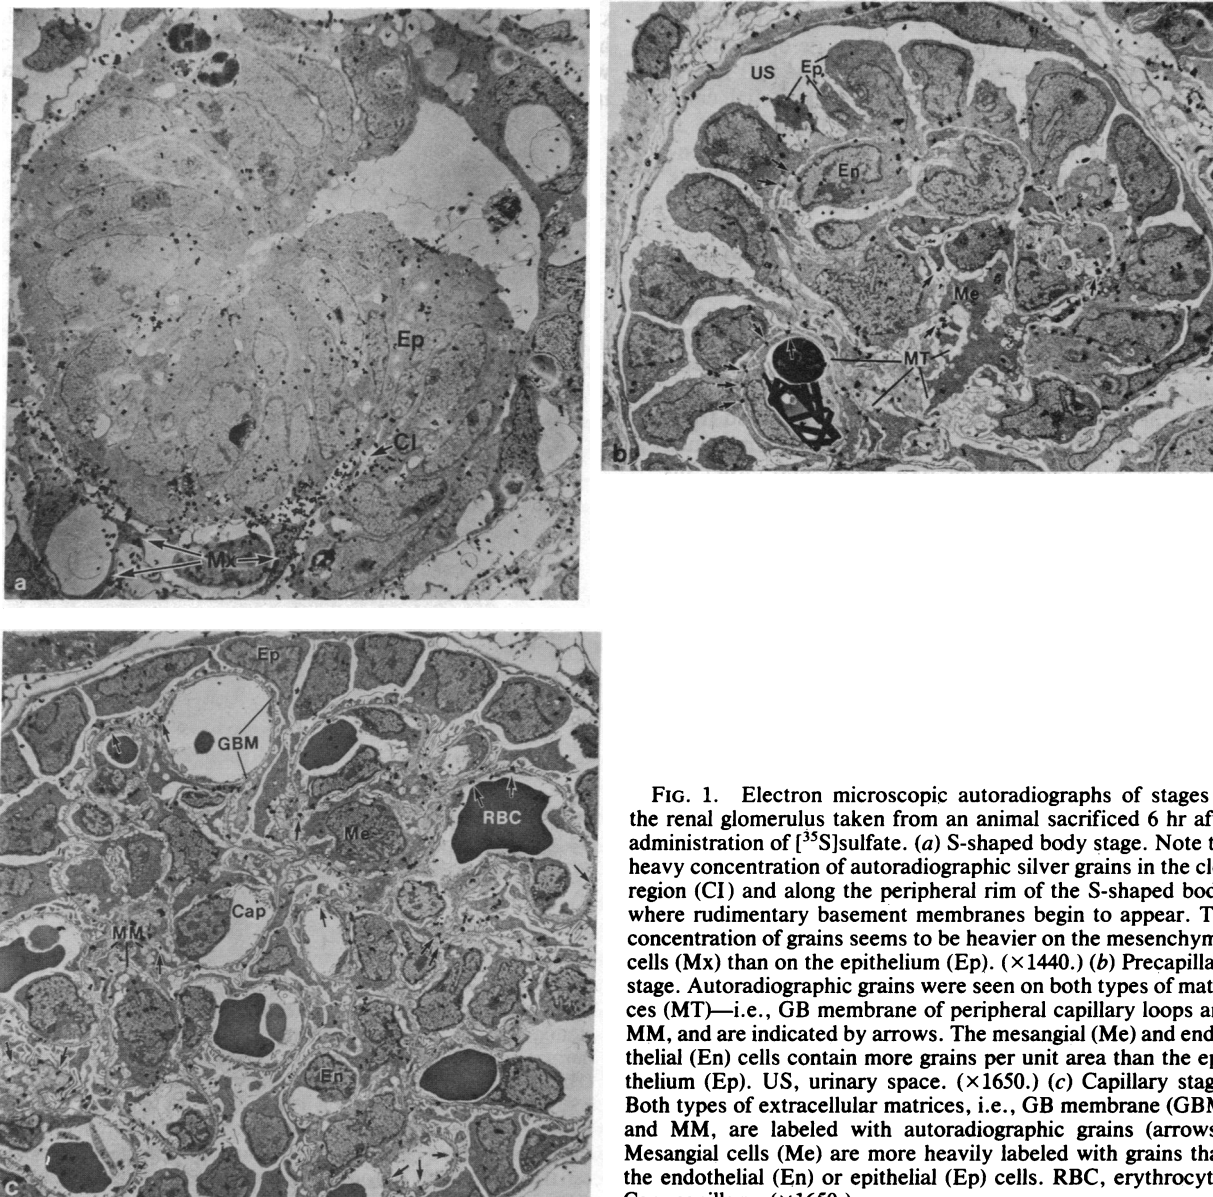 US
Ep
En
Me
MT
b
Ep
Cl
Mx
a
Ep
GBM
RBC
Me
Cap
MM
En
c
FIG. 1. Electron microscopic autoradiographs of stages
the renal glomerulus taken from an animal sacrificed 6 hr af
administration of [³⁵S]sulfate. (a) S-shaped body stage. Note t
heavy concentration of autoradiographic silver grains in the cl
region (CI) and along the peripheral rim of the S-shaped bod
where rudimentary basement membranes begin to appear. T
concentration of grains seems to be heavier on the mesenchym
cells (Mx) than on the epithelium (Ep). (×1440.) (b) Precapilla
stage. Autoradiographic grains were seen on both types of mat
ces (MT)—i.e., GB membrane of peripheral capillary loops a
MM, and are indicated by arrows. The mesangial (Me) and end
thelial (En) cells contain more grains per unit area than the ep
thelium (Ep). US, urinary space. (×1650.) (c) Capillary stag
Both types of extracellular matrices, i.e., GB membrane (GBM
and MM, are labeled with autoradiographic grains (arrows
Mesangial cells (Me) are more heavily labeled with grains tha
the endothelial (En) or epithelial (Ep) cells. RBC, erythrocyt